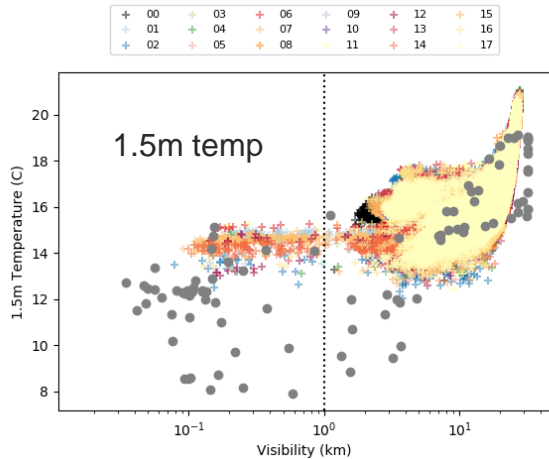 00 03 06 09 12 15
01 04 07 10 13 16
02 05 08 11 14 17
1.5m temp
1.5m Temperature (C)
20
18
16
14
12
10
8
10⁻¹ 10⁰ 10¹
Visibility (km)